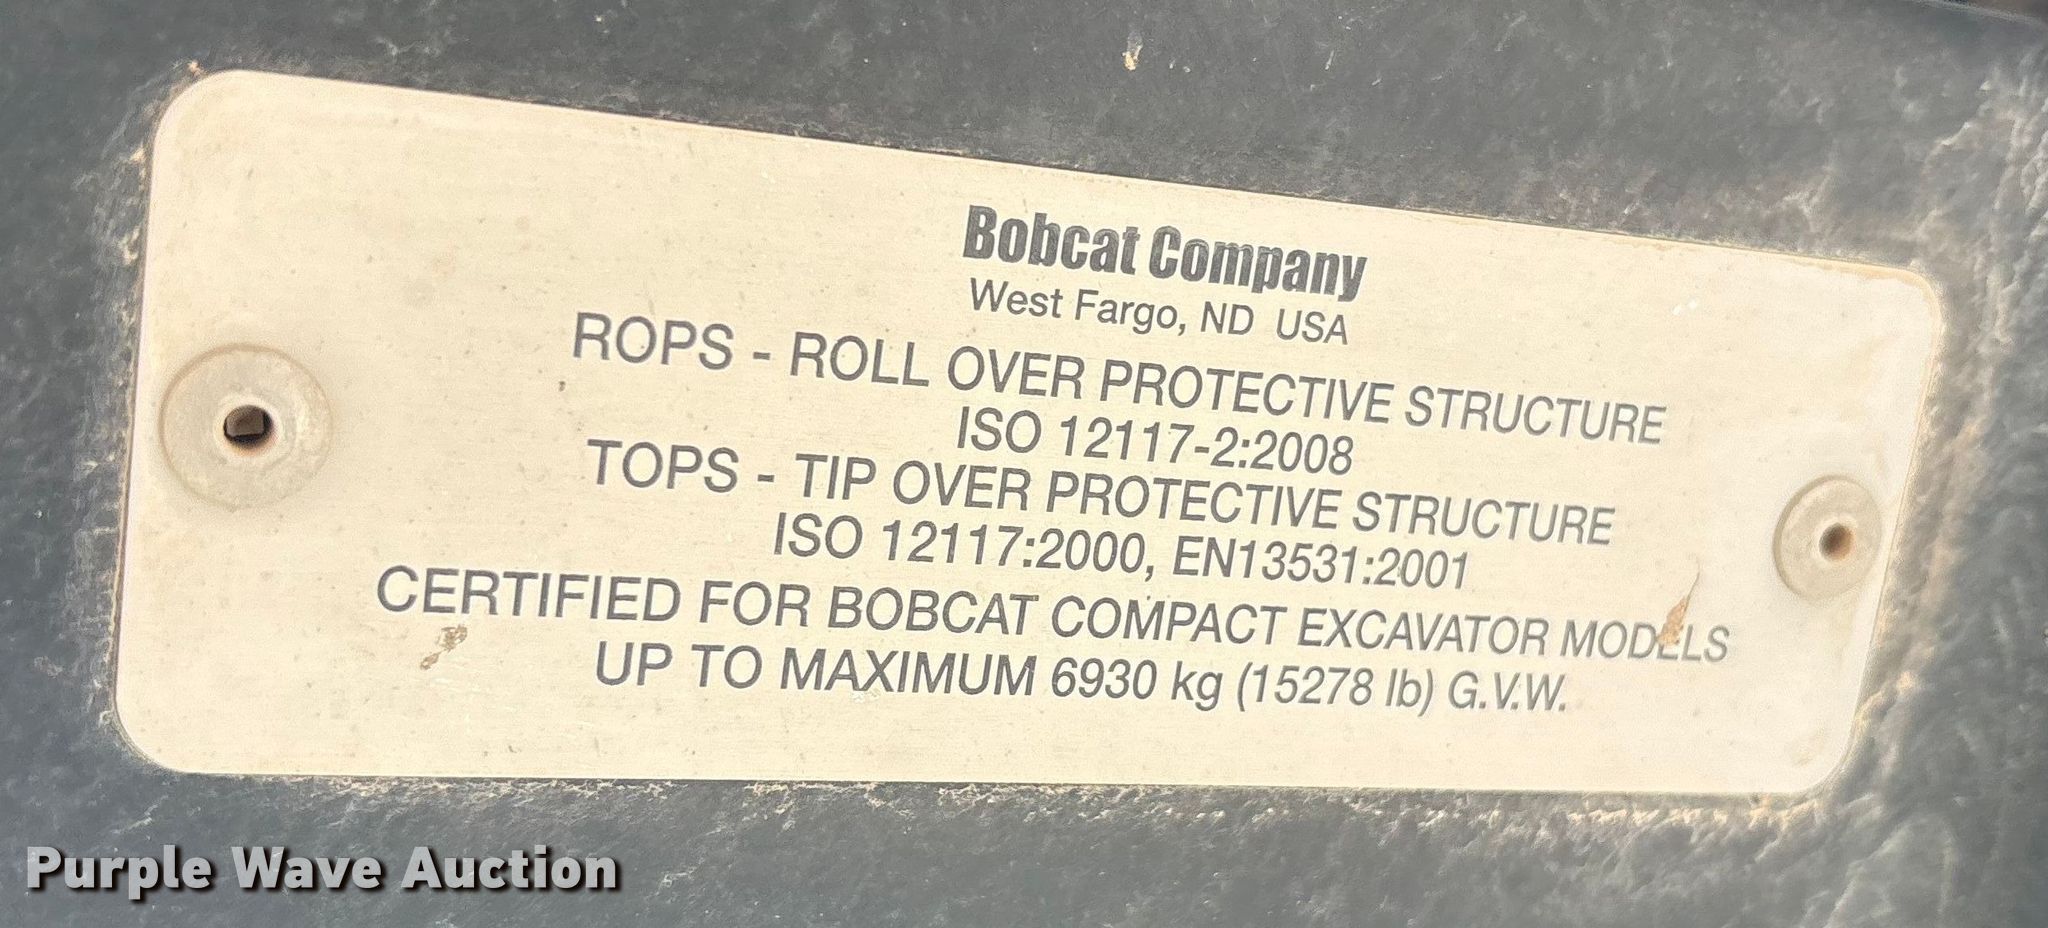 Bobcat Company
West Fargo, ND USA
ROPS - ROLL OVER PROTECTIVE STRUCTURE
ISO 12117-2:2008
TOPS - TIP OVER PROTECTIVE STRUCTURE
ISO 12117:2000, EN13531:2001
CERTIFIED FOR BOBCAT COMPACT EXCAVATOR MODELS
UP TO MAXIMUM 6930 kg (15278 lb) G.V.W.
Purple Wave Auction